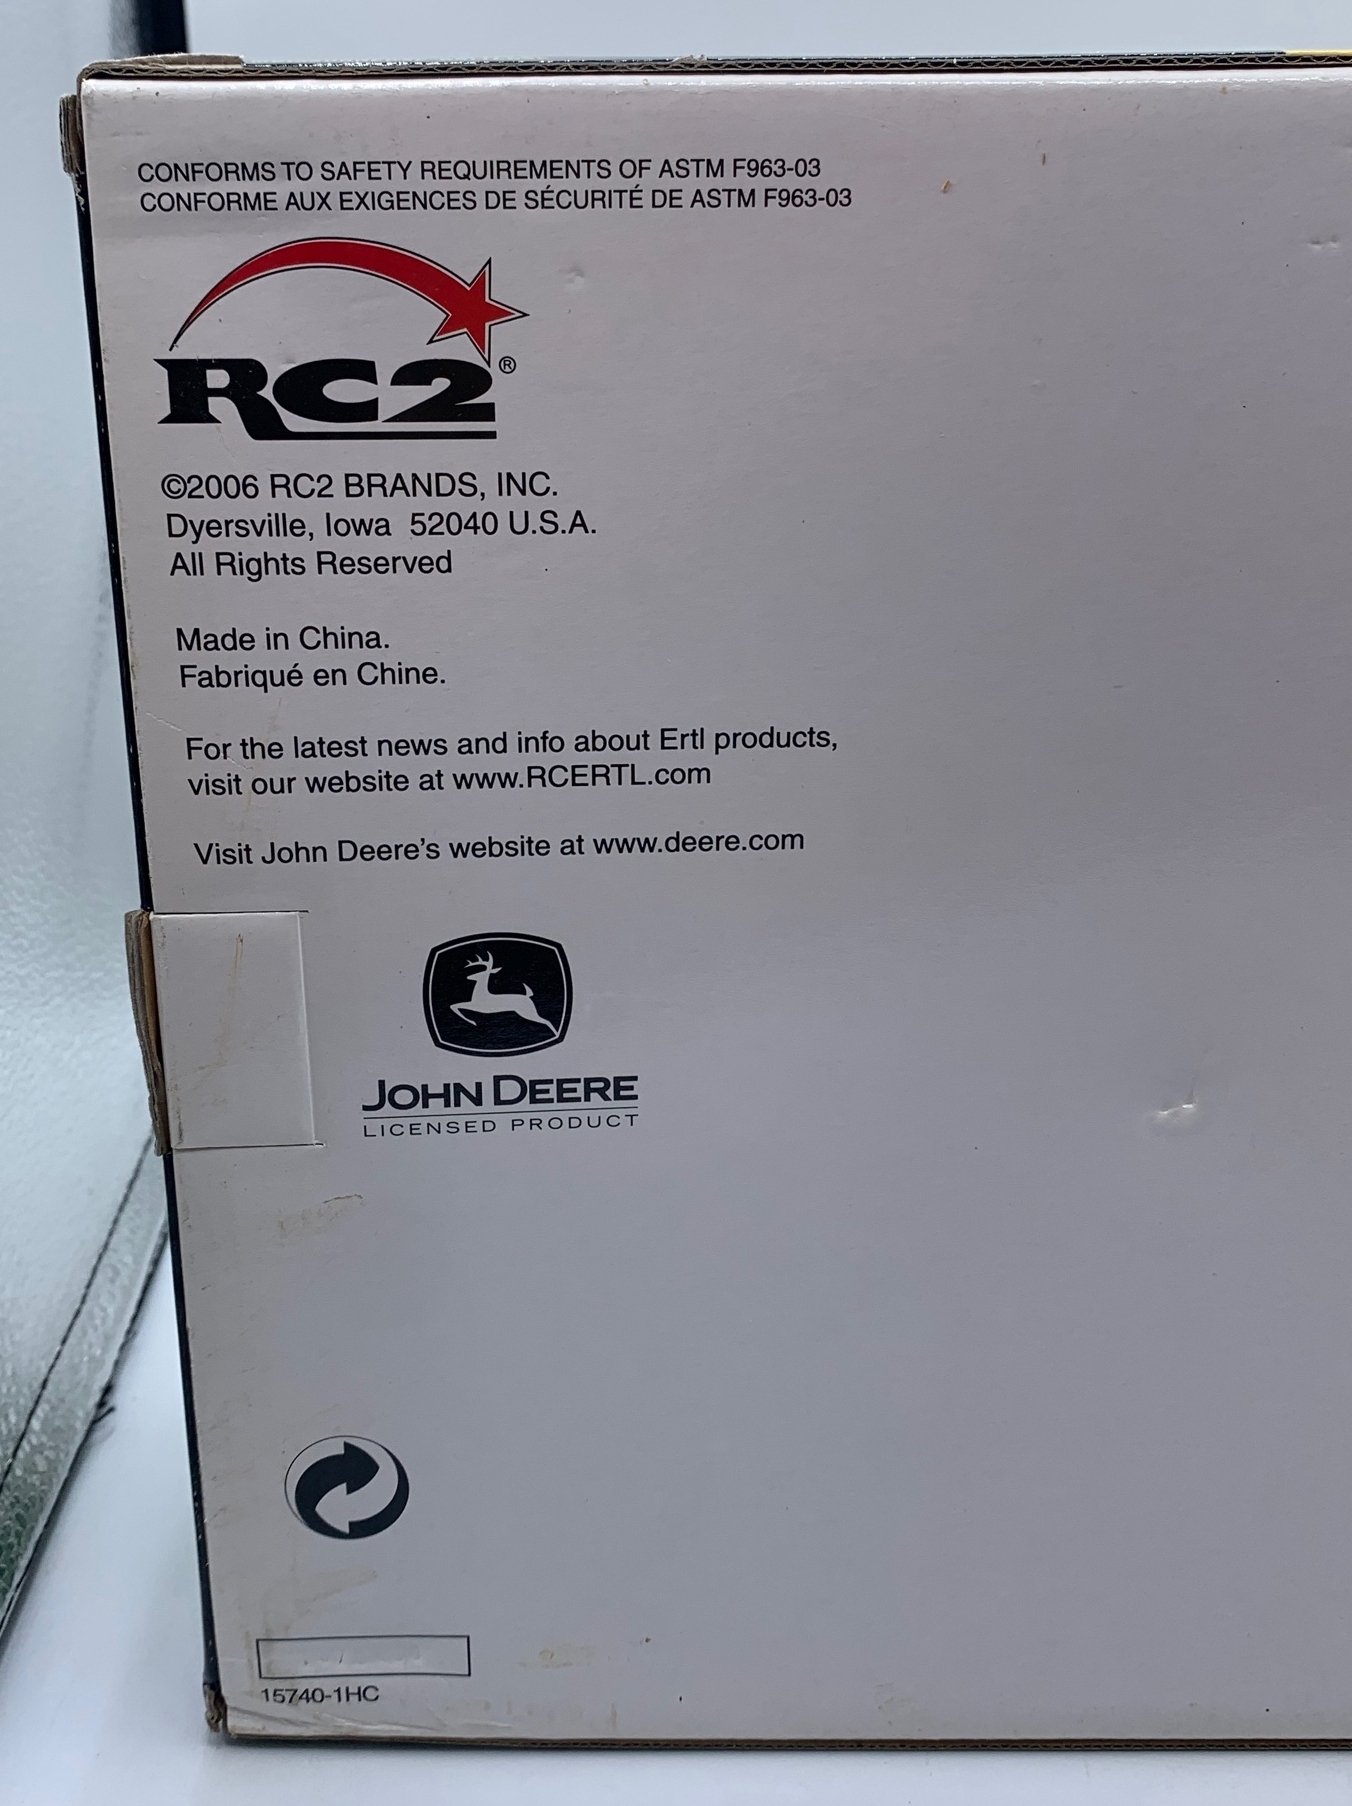 CONFORMS TO SAFETY REQUIREMENTS OF ASTM F963-03
CONFORME AUX EXIGENCES DE SÉCURITÉ DE ASTM F963-03
RC2®
©2006 RC2 BRANDS, INC.
Dyersville, Iowa 52040 U.S.A.
All Rights Reserved
Made in China.
Fabriqué en Chine.
For the latest news and info about Ertl products,
visit our website at www.RCERTL.com
Visit John Deere's website at www.deere.com
JOHN DEERE
LICENSED PRODUCT
15740-1HC